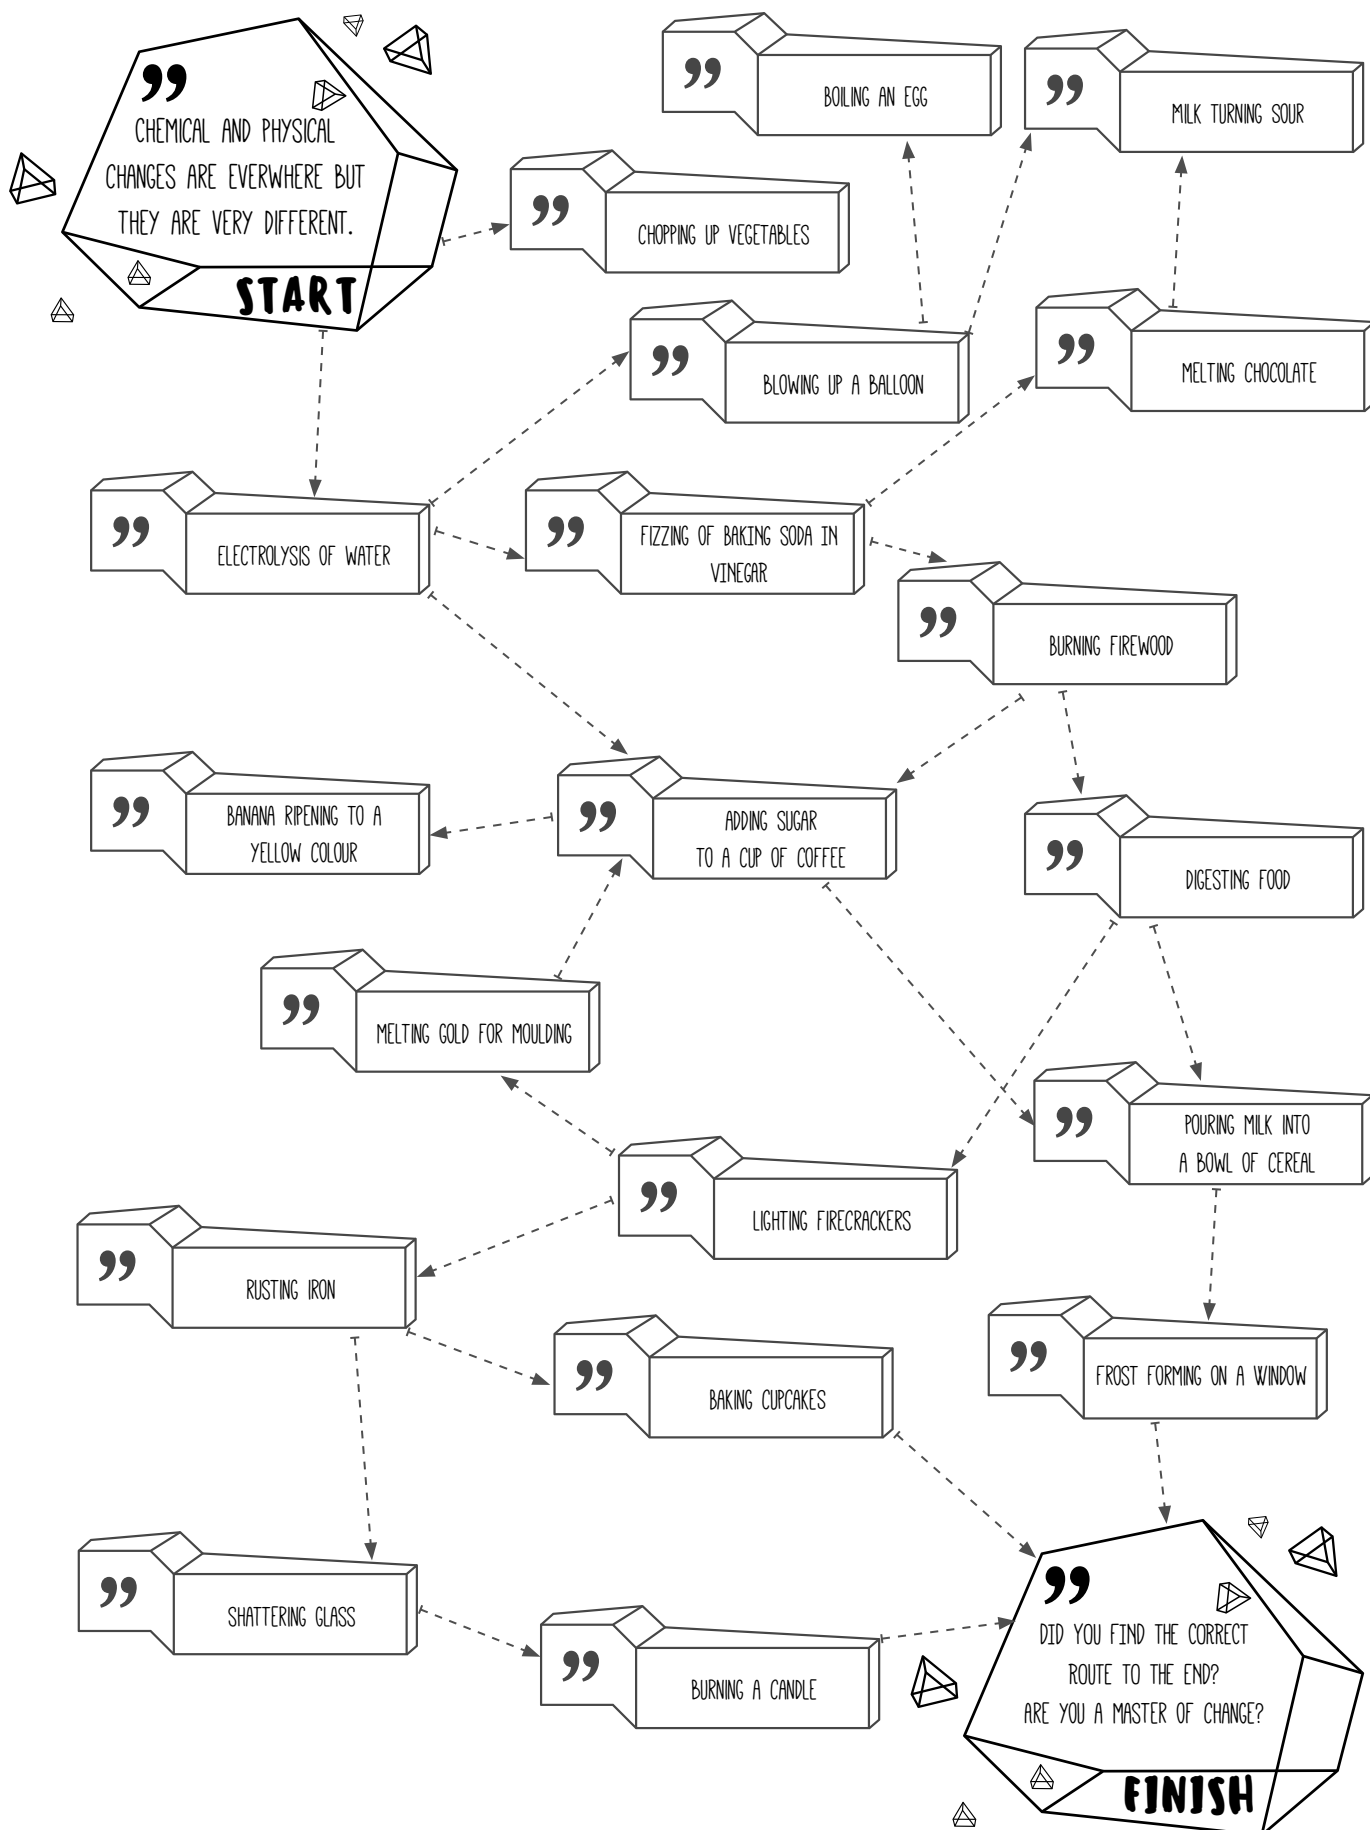 CHEMICAL AND PHYSICAL
CHANGES ARE EVERWHERE BUT
THEY ARE VERY DIFFERENT.
START
BOILING AN EGG
MILK TURNING SOUR
CHOPPING UP VEGETABLES
BLOWING UP A BALLOON
MELTING CHOCOLATE
ELECTROLYSIS OF WATER
FIZZING OF BAKING SODA IN
VINEGAR
BURNING FIREWOOD
BANANA RIPENING TO A
YELLOW COLOUR
ADDING SUGAR
TO A CUP OF COFFEE
DIGESTING FOOD
MELTING GOLD FOR MOULDING
POURING MILK INTO
A BOWL OF CEREAL
LIGHTING FIRECRACKERS
RUSTING IRON
BAKING CUPCAKES
FROST FORMING ON A WINDOW
SHATTERING GLASS
BURNING A CANDLE
DID YOU FIND THE CORRECT
ROUTE TO THE END?
ARE YOU A MASTER OF CHANGE?
FINISH